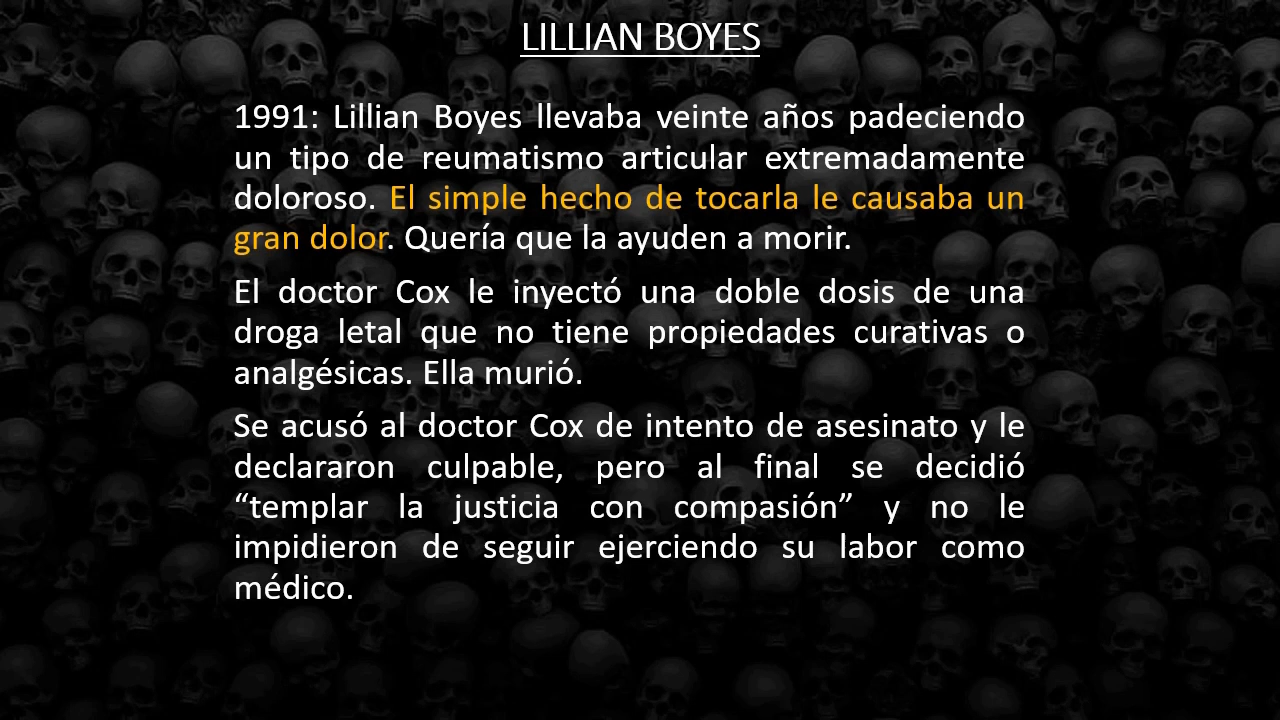 LILLIAN BOYES
1991: Lillian Boyes llevaba veinte años padeciendo
un tipo de reumatismo articular extremadamente
doloroso. El simple hecho de tocarla le causaba un
gran dolor. Quería que la ayuden a morir.
El doctor Cox le inyectó una doble dosis de una
droga letal que no tiene propiedades curativas o
analgésicas. Ella murió.
Se acusó al doctor Cox de intento de asesinato y le
declararon culpable, pero al final se decidió
“templar la justicia con compasión” y no le
impidieron de seguir ejerciendo su labor como
médico.